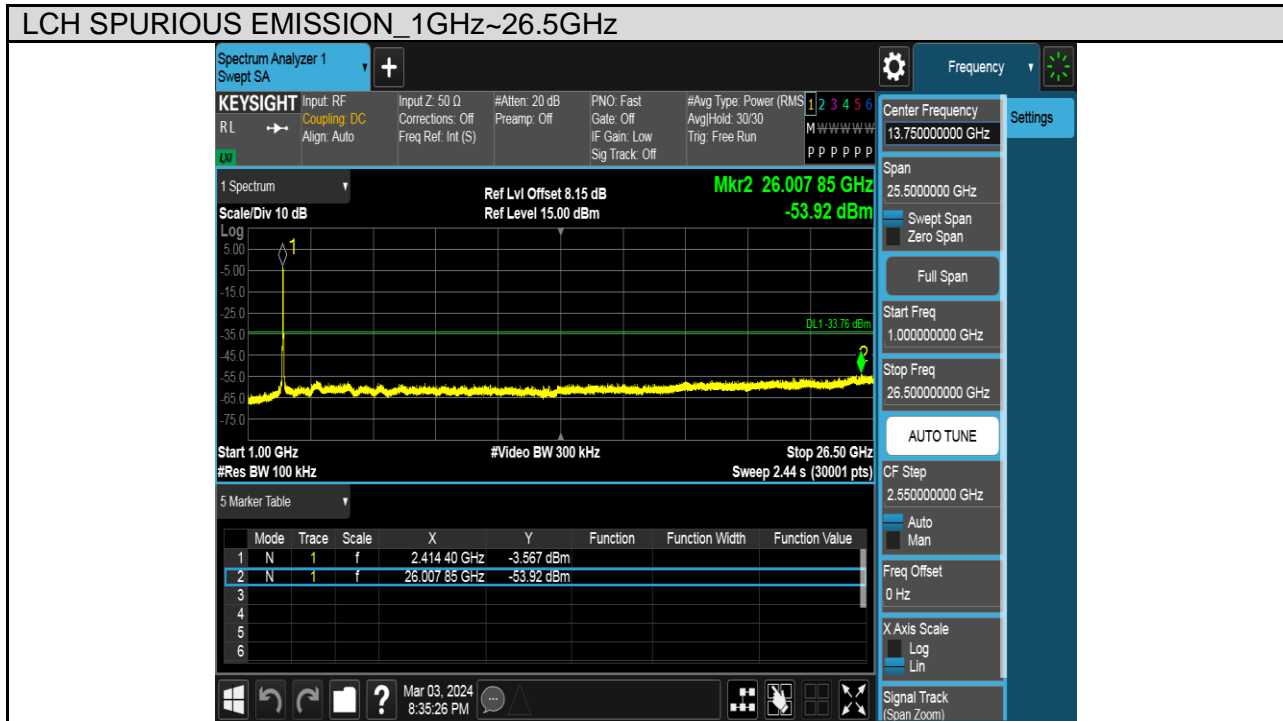 LCH SPURIOUS EMISSION_1GHz~26.5GHz
Spectrum Analyzer 1
Swept SA
+
Frequency
KEYSIGHT Input: RF Input Z: 50 Ω #Atten: 20 dB PNO: Fast #Avg Type: Power (RMS 1 2 3 4 5 6
RL Coupling: DC Corrections: Off Preamp: Off Gate: Off Avg|Hold: 30/30 M W W W W W
Align: Auto Freq Ref: Int (S) IF Gain: Low Trig: Free Run
LXI Sig Track: Off P P P P P P
1 Spectrum
Ref Lvl Offset 8.15 dB
Mkr2 26.007 85 GHz
Scale/Div 10 dB Ref Level 15.00 dBm -53.92 dBm
Log
5.00
-5.00
-15.0
-25.0
-35.0
-45.0
-55.0
-65.0
-75.0
1
DL1 -33.76 dBm
2
Start 1.00 GHz #Video BW 300 kHz Stop 26.50 GHz
#Res BW 100 kHz Sweep 2.44 s (30001 pts)
5 Marker Table
Mode Trace Scale X Y Function Function Width Function Value
1 N 1 f 2.414 40 GHz -3.567 dBm
2 N 1 f 26.007 85 GHz -53.92 dBm
3
4
5
6
Center Frequency
13.750000000 GHz
Settings
Span
25.5000000 GHz
Swept Span
Zero Span
Full Span
Start Freq
1.000000000 GHz
Stop Freq
26.500000000 GHz
AUTO TUNE
CF Step
2.550000000 GHz
Auto
Man
Freq Offset
0 Hz
X Axis Scale
Log
Lin
Signal Track
(Span Zoom)
?
Mar 03, 2024
8:35:26 PM